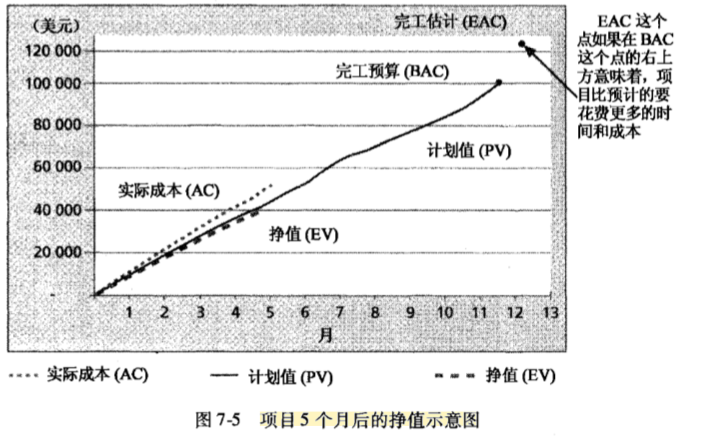 （美元）
完工估计 (EAC)
120 000
完工预算 (BAC)
100 000
80 000
计划值 (PV)
60 000
实际成本 (AC)
40 000
挣值 (EV)
20 000
-
1 2 3 4 5 6 7 8 9 10 11 12 13
月
EAC 这个
点如果在 BAC
这个点的右上
方意味着，项
目比预计的要
花费更多的时
间和成本
实际成本 (AC) 计划值 (PV) 挣值 (EV)
图 7-5 项目 5 个月后的挣值示意图